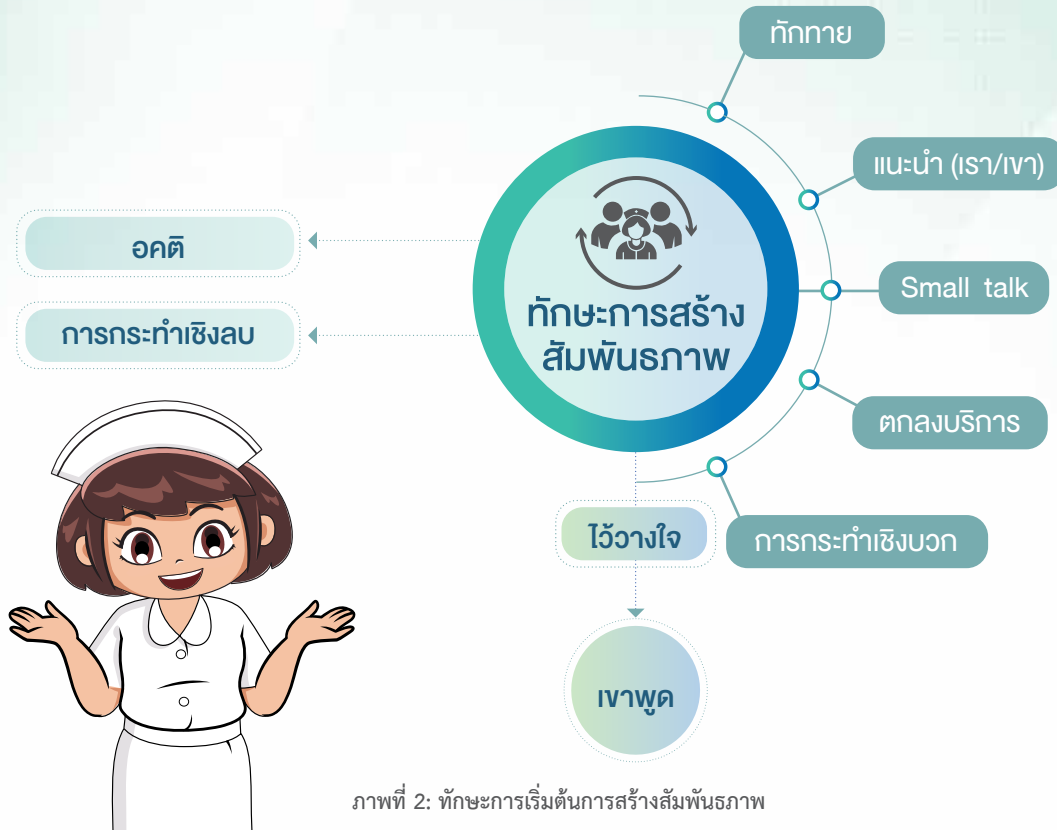 ทักทาย
แนะนำ (เรา/เขา)
Small talk
ตกลงบริการ
การกระทำเชิงบวก
ทักษะการสร้าง
สัมพันธภาพ
อคติ
การกระทำเชิงลบ
ไว้วางใจ
เขาพูด
ภาพที่ 2: ทักษะการเริ่มต้นการสร้างสัมพันธภาพ